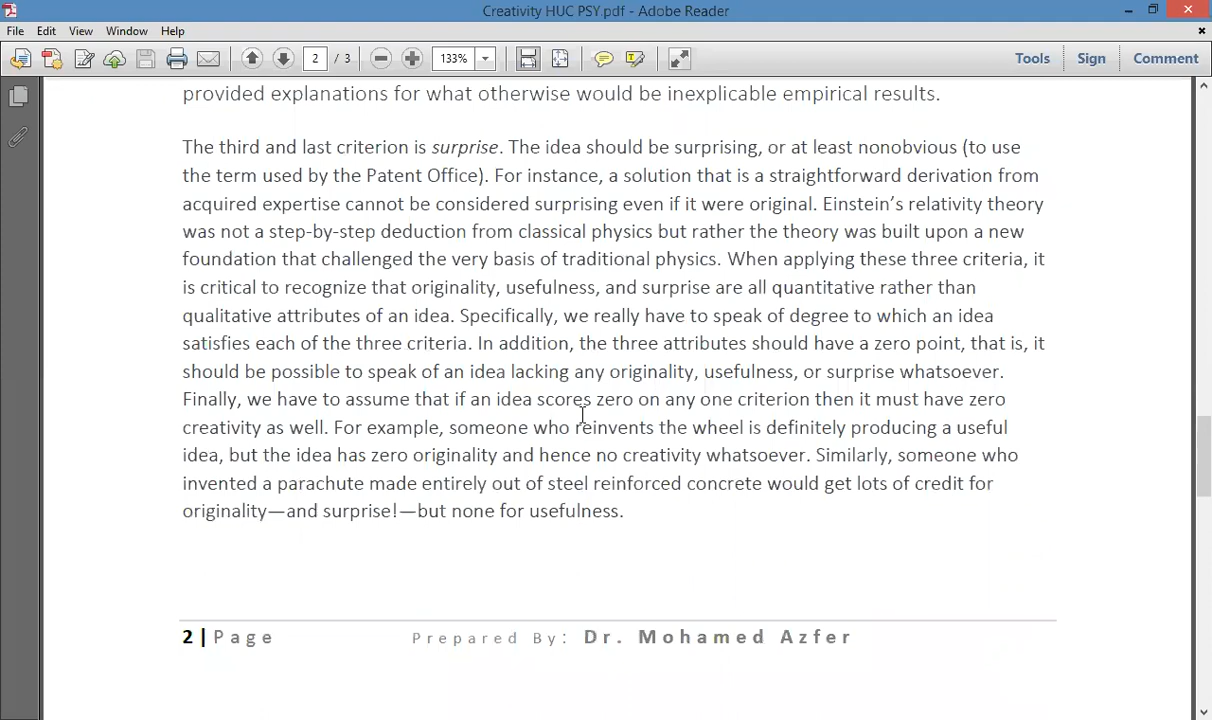 Creativity HUC PSY.pdf - Adobe Reader
File Edit View Window Help
2 / 3 133% Tools Sign Comment
provided explanations for what otherwise would be inexplicable empirical results.
The third and last criterion is surprise. The idea should be surprising, or at least nonobvious (to use
the term used by the Patent Office). For instance, a solution that is a straightforward derivation from
acquired expertise cannot be considered surprising even if it were original. Einstein’s relativity theory
was not a step-by-step deduction from classical physics but rather the theory was built upon a new
foundation that challenged the very basis of traditional physics. When applying these three criteria, it
is critical to recognize that originality, usefulness, and surprise are all quantitative rather than
qualitative attributes of an idea. Specifically, we really have to speak of degree to which an idea
satisfies each of the three criteria. In addition, the three attributes should have a zero point, that is, it
should be possible to speak of an idea lacking any originality, usefulness, or surprise whatsoever.
Finally, we have to assume that if an idea scores zero on any one criterion then it must have zero
creativity as well. For example, someone who reinvents the wheel is definitely producing a useful
idea, but the idea has zero originality and hence no creativity whatsoever. Similarly, someone who
invented a parachute made entirely out of steel reinforced concrete would get lots of credit for
originality—and surprise!—but none for usefulness.
2 | Page Prepared By: Dr. Mohamed Azfer